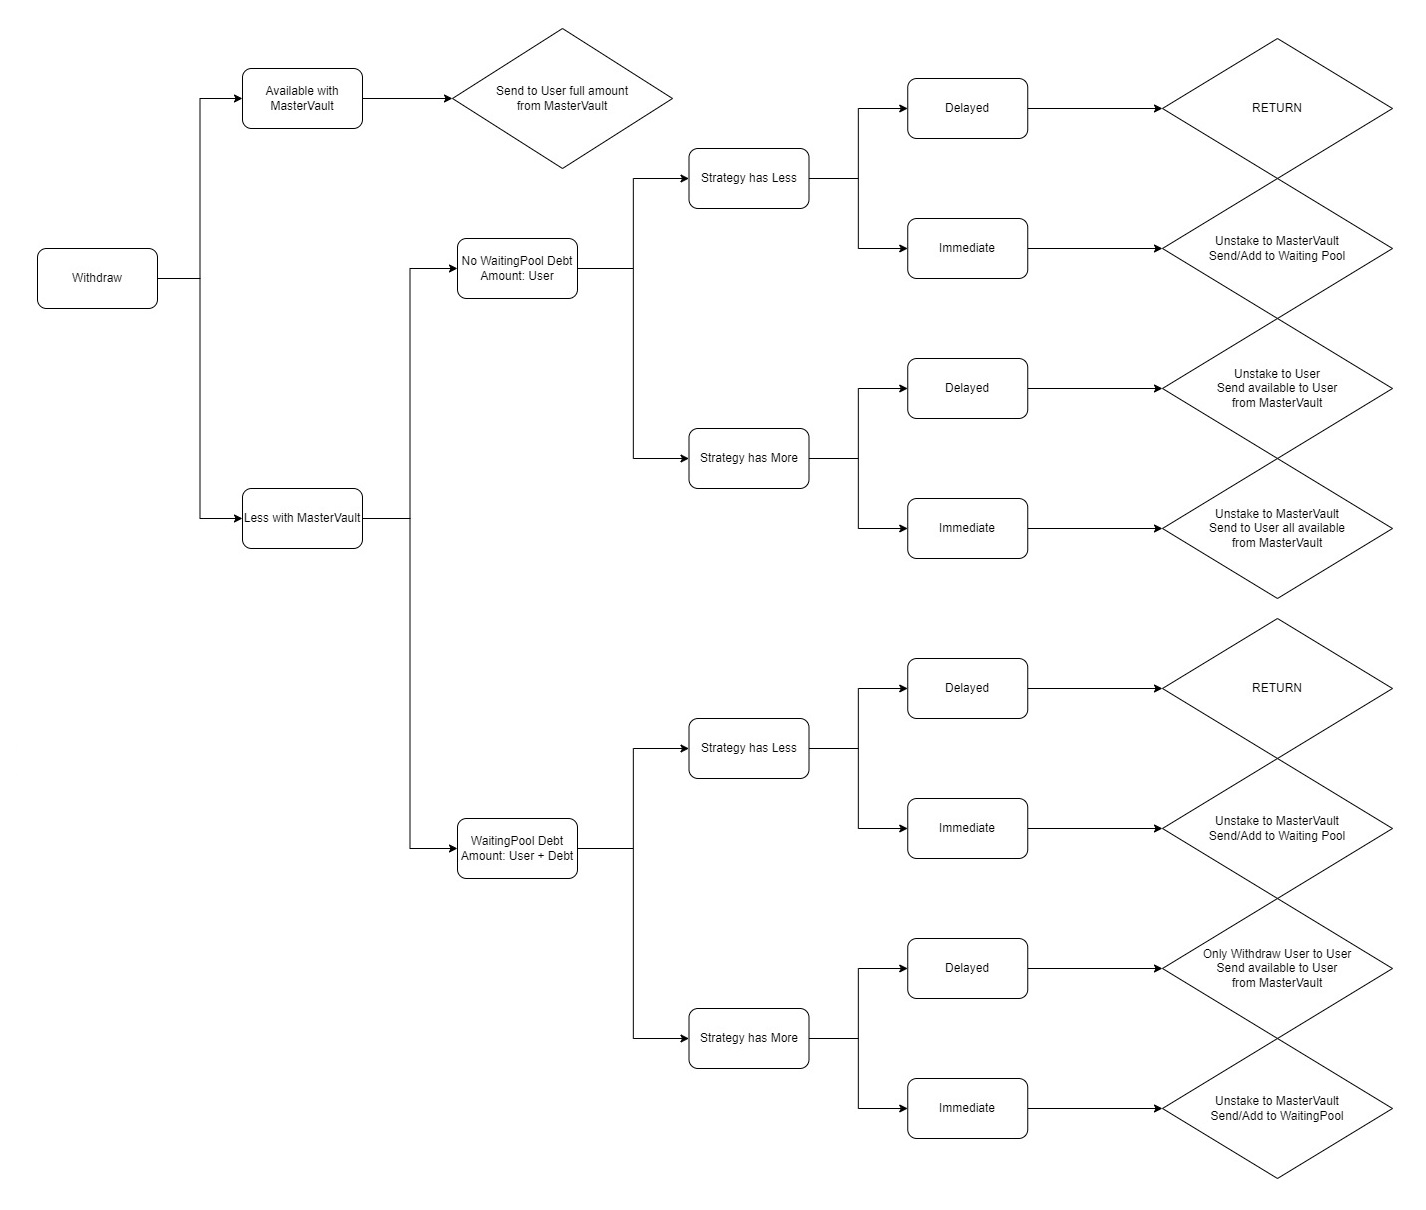 Withdraw
Available with
MasterVault
Send to User full amount
from MasterVault
Less with MasterVault
No WaitingPool Debt
Amount: User
Strategy has Less
Delayed
RETURN
Immediate
Unstake to MasterVault
Send/Add to Waiting Pool
Strategy has More
Delayed
Unstake to User
Send available to User
from MasterVault
Immediate
Unstake to MasterVault
Send to User all available
from MasterVault
WaitingPool Debt
Amount: User + Debt
Strategy has Less
Delayed
RETURN
Immediate
Unstake to MasterVault
Send/Add to Waiting Pool
Strategy has More
Delayed
Only Withdraw User to User
Send available to User
from MasterVault
Immediate
Unstake to MasterVault
Send/Add to WaitingPool